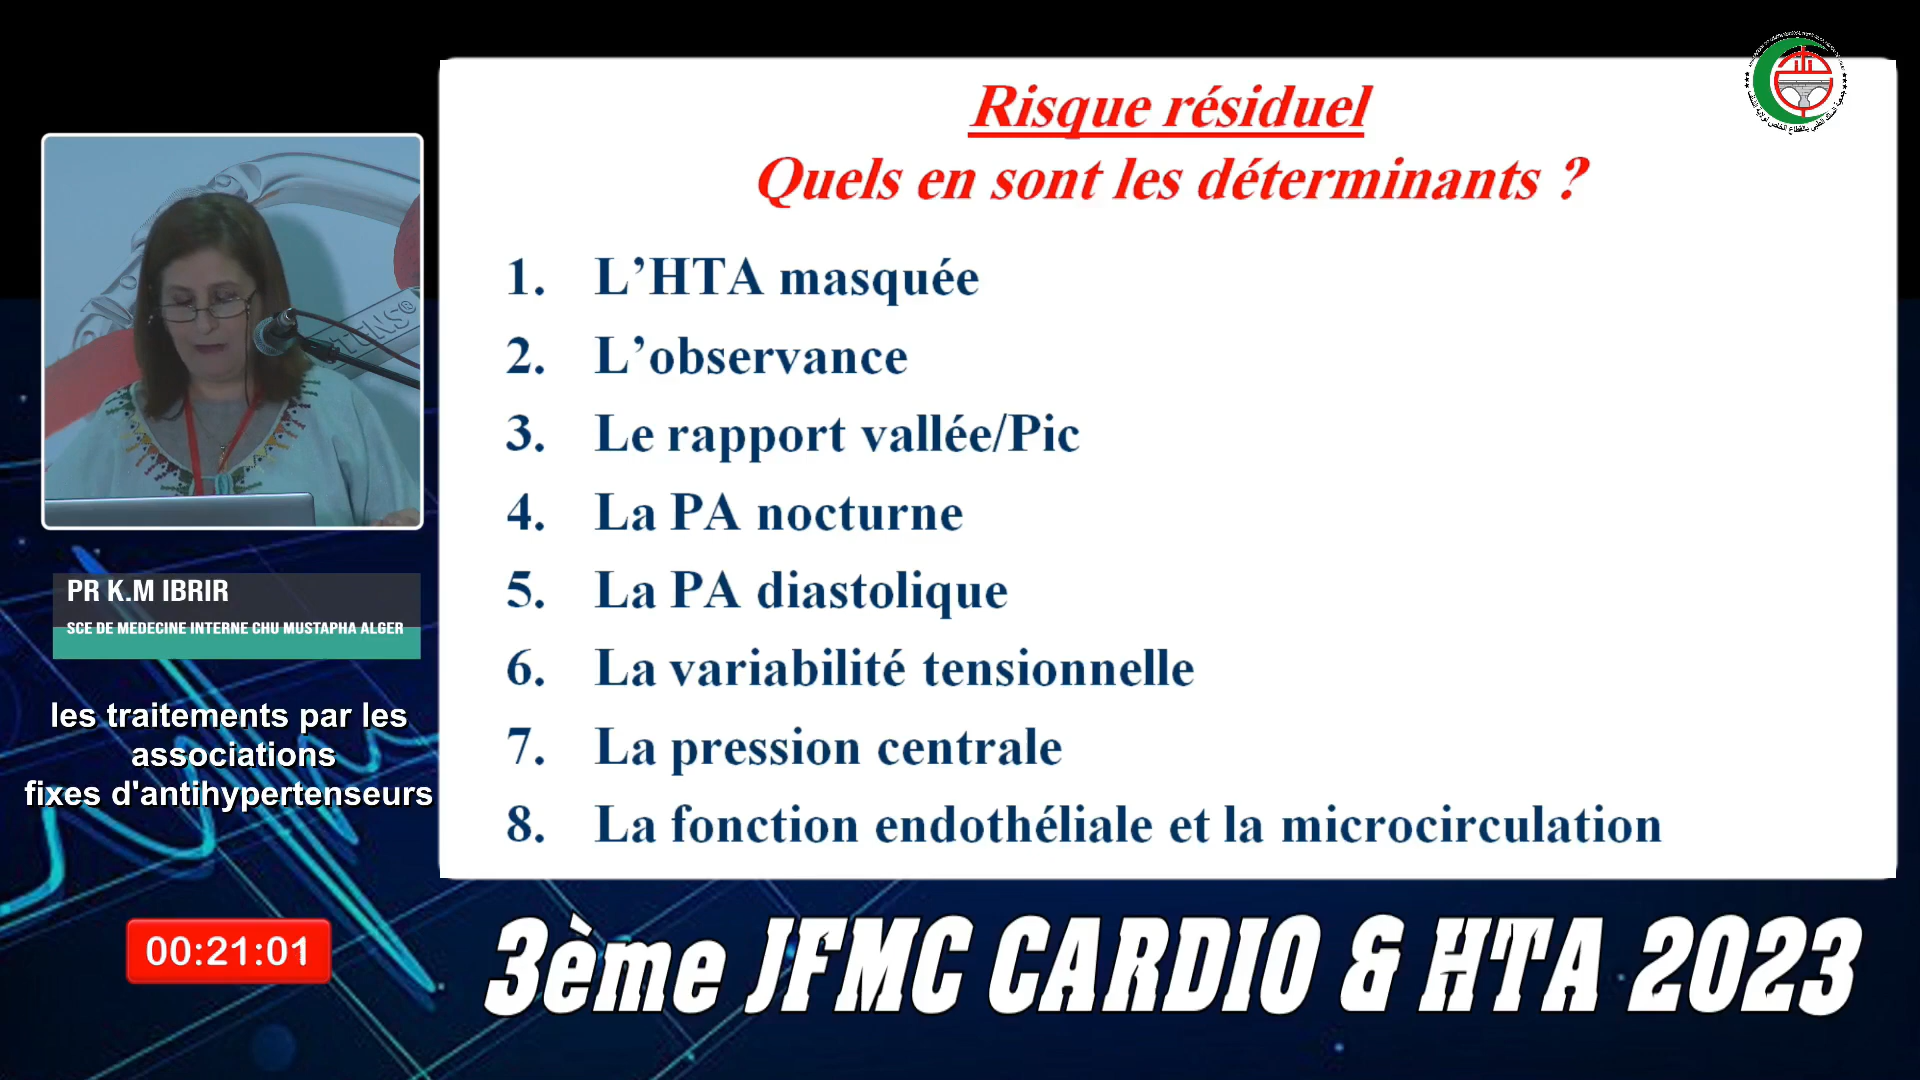 Risque résiduel
Quels en sont les déterminants ?
1. L’HTA masquée
2. L’observance
3. Le rapport vallée/Pic
4. La PA nocturne
5. La PA diastolique
6. La variabilité tensionnelle
7. La pression centrale
8. La fonction endothéliale et la microcirculation
PR K.M IBRIR
SCE DE MEDECINE INTERNE CHU MUSTAPHA ALGER
les traitements par les
associations
fixes d'antihypertenseurs
00:21:01
3ème JFMC CARDIO & HTA 2023